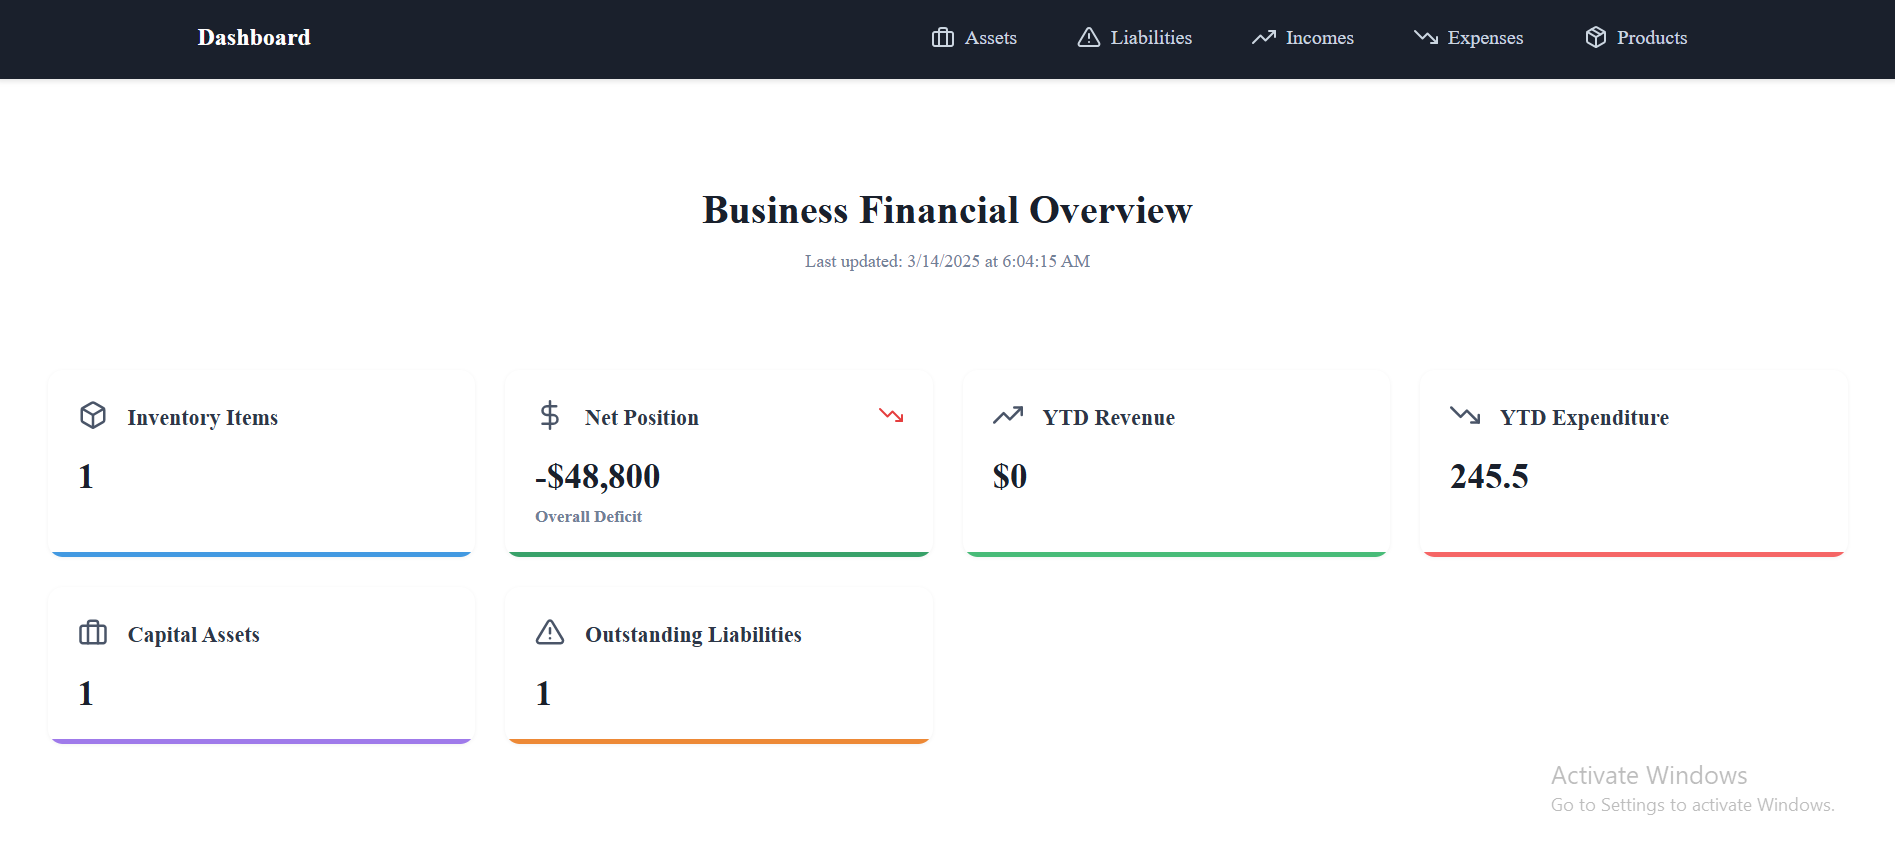 Dashboard
Assets
Liabilities
Incomes
Expenses
Products
Business Financial Overview
Last updated: 3/14/2025 at 6:04:15 AM
Inventory Items
1
Net Position
-$48,800
Overall Deficit
YTD Revenue
$0
YTD Expenditure
245.5
Capital Assets
1
Outstanding Liabilities
1
Activate Windows
Go to Settings to activate Windows.